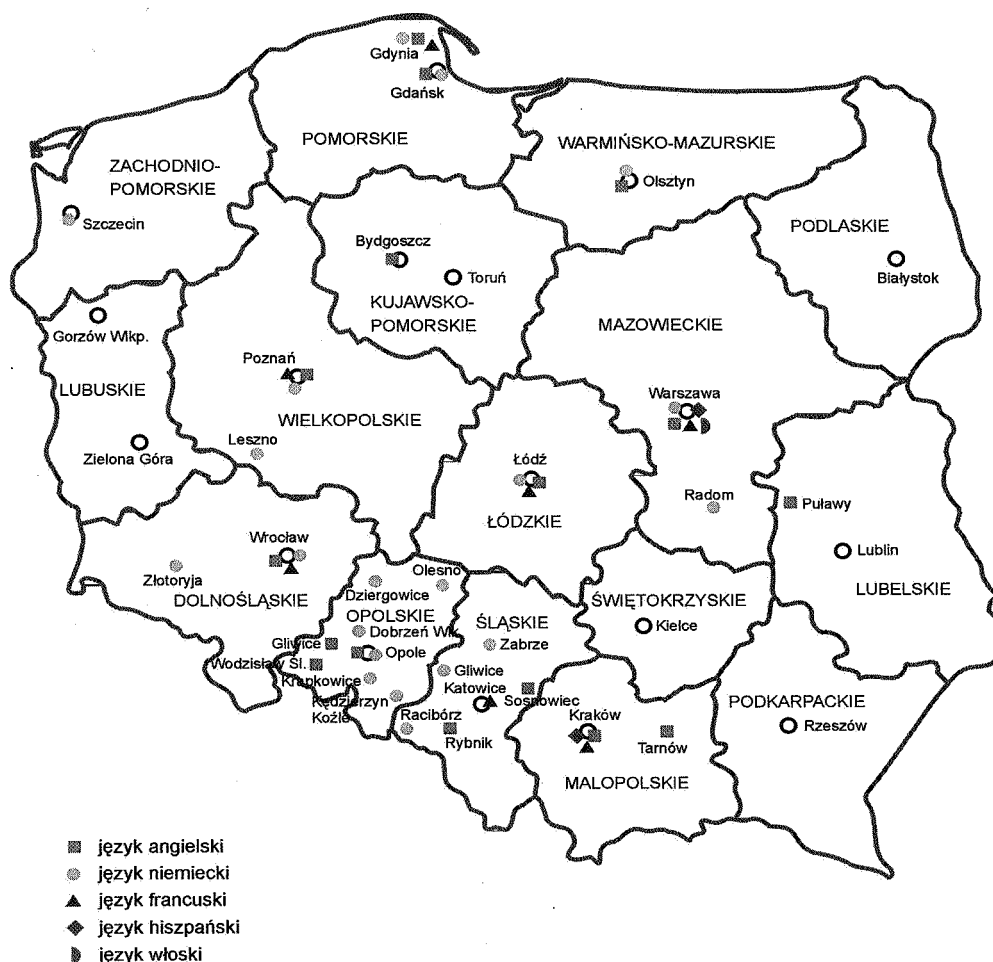 Gdynia
Gdańsk
POMORSKIE
WARMIŃSKO-MAZURSKIE
ZACHODNIO-
POMORSKIE
Olsztyn
Szczecin
PODLASKIE
Bydgoszcz
Toruń
Białystok
KUJAWSKO-
POMORSKIE
MAZOWIECKIE
Gorzów Wlkp.
Poznań
LUBUSKIE
Warszawa
WIELKOPOLSKIE
Leszno
Zielona Góra
Łódź
Radom
Puławy
ŁÓDZKIE
Wrocław
Lublin
Złotoryja
Olesno
Dziergowice
DOLNOŚLĄSKIE
LUBELSKIE
ŚWIĘTOKRZYSKIE
OPOLSKIE
ŚLĄSKIE
Kielce
Dobrzeń Wlk.
Gliwice
Zabrze
Opole
Wodzisław Śl.
Gliwice
Krapkowice
Katowice
Sosnowiec
Kędzierzyn
Koźle
PODKARPACKIE
Racibórz
Kraków
Rzeszów
Rybnik
Tarnów
MALOPOLSKIE
język angielski
język niemiecki
język francuski
język hiszpański
język włoski